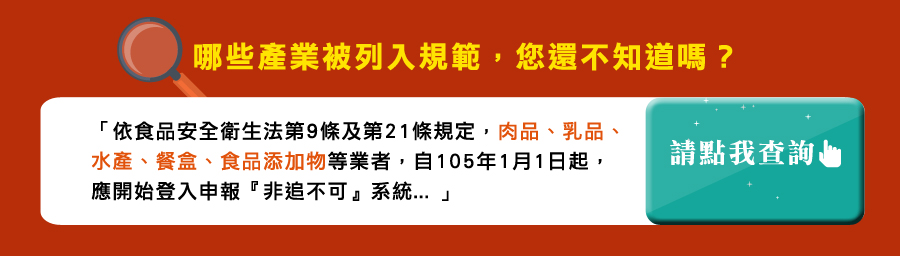 哪些產業被列入規範，您還不知道嗎？
「依食品安全衛生法第9條及第21條規定，肉品、乳品、
水產、餐盒、食品添加物等業者，自105年1月1日起，
應開始登入申報『非追不可』系統...」
請點我查詢